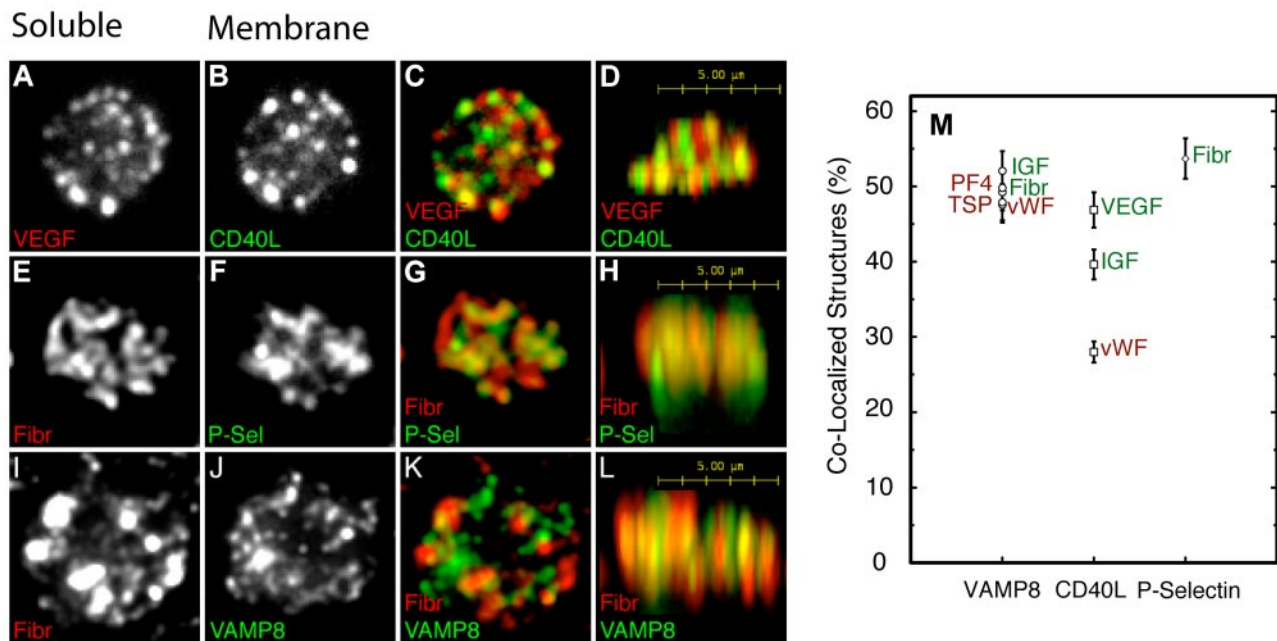 Soluble
Membrane
A
VEGF
B
CD40L
C
VEGF
CD40L
D
5.00 µm
VEGF
CD40L
E
Fibr
F
P-Sel
G
Fibr
P-Sel
H
5.00 µm
Fibr
P-Sel
I
Fibr
J
VAMP8
K
Fibr
VAMP8
L
5.00 µm
Fibr
VAMP8
M
Co-Localized Structures (%)
60
50
40
30
20
10
0
IGF
PF4
Fibr
TSP
vWF
VEGF
IGF
vWF
Fibr
VAMP8
CD40L
P-Selectin